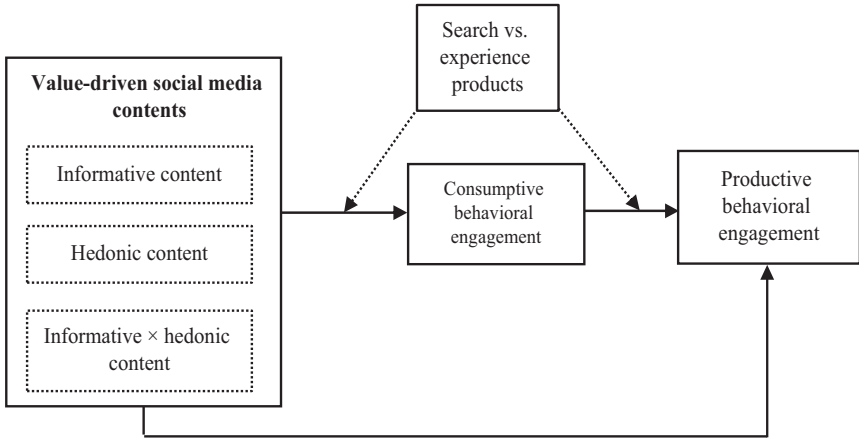 Search vs.
experience
products
Value-driven social media
contents
Informative content
Hedonic content
Informative × hedonic
content
Consumptive
behavioral
engagement
Productive
behavioral
engagement